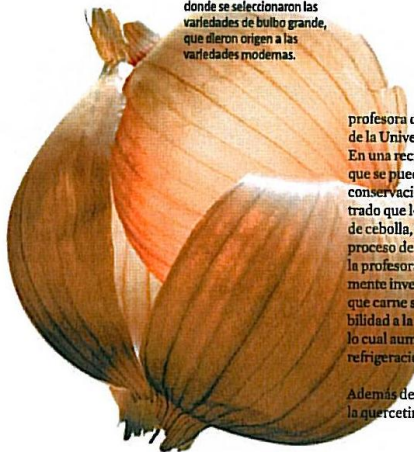 donde se seleccionaron las
variedades de bulbo grande,
que dieron origen a las
variedades modernas.
profesora
de la Unive
En una rec
que se pued
conservaci
trado que l
de cebolla,
proceso de
la profesor
mente inve
que carne s
bilidad a la
lo cual aum
refrigeració
Además de
la quercetin